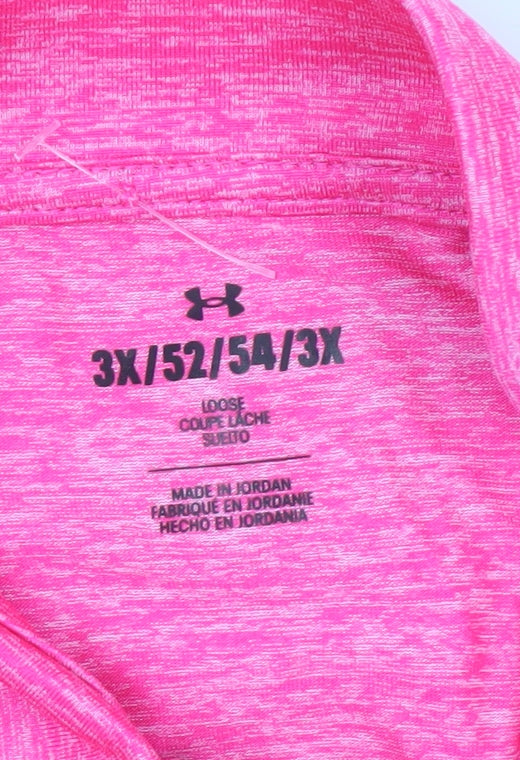 3X/52/54/3X
LOOSE
COUPE LÂCHE
SUELTO
MADE IN JORDAN
FABRIQUÉ EN JORDANIE
HECHO EN JORDANIA